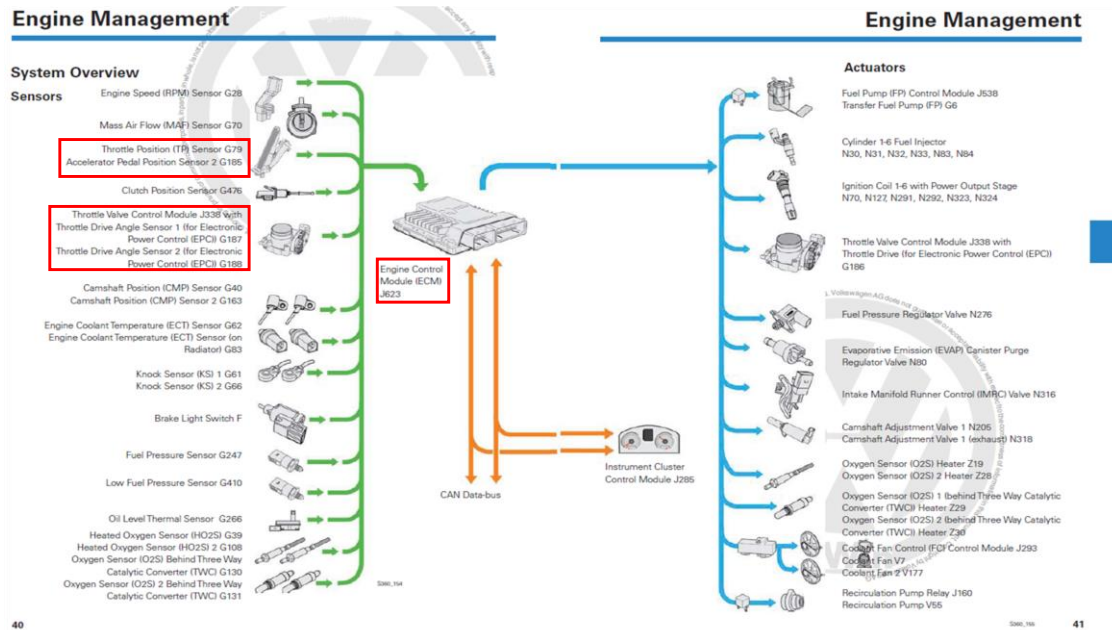 Engine Management
Engine Management
System Overview
Sensors
Engine Speed (RPM) Sensor G28
Mass Air Flow (MAF) Sensor G70
Throttle Position (TP) Sensor G79
Accelerator Pedal Position Sensor 2 G185
Clutch Position Sensor G476
Throttle Valve Control Module J338 with
Throttle Drive Angle Sensor 1 (for Electronic
Power Control (EPC)) G187
Throttle Drive Angle Sensor 2 (for Electronic
Power Control (EPC)) G188
Camshaft Position (CMP) Sensor G40
Camshaft Position (CMP) Sensor 2 G163
Engine Coolant Temperature (ECT) Sensor G62
Engine Coolant Temperature (ECT) Sensor (on
Radiator) G83
Knock Sensor (KS) 1 G61
Knock Sensor (KS) 2 G66
Brake Light Switch F
Fuel Pressure Sensor G247
Low Fuel Pressure Sensor G410
Oil Level Thermal Sensor G266
Heated Oxygen Sensor (HO2S) G39
Heated Oxygen Sensor (HO2S) 2 G108
Oxygen Sensor (O2S) Behind Three Way
Catalytic Converter (TWC) G130
Oxygen Sensor (O2S) 2 Behind Three Way
Catalytic Converter (TWC) G131
Engine Control
Module (ECM)
J623
CAN Data-bus
Instrument Cluster
Control Module J285
Actuators
Fuel Pump (FP) Control Module J538
Transfer Fuel Pump (FP) G6
Cylinder 1-6 Fuel Injector
N30, N31, N32, N33, N83, N84
Ignition Coil 1-6 with Power Output Stage
N70, N127, N291, N292, N323, N324
Throttle Valve Control Module J338 with
Throttle Drive (for Electronic Power Control (EPC))
G186
Fuel Pressure Regulator Valve N276
Evaporative Emission (EVAP) Canister Purge
Regulator Valve N80
Intake Manifold Runner Control (IMRC) Valve N316
Camshaft Adjustment Valve 1 N205
Camshaft Adjustment Valve 1 (exhaust) N318
Oxygen Sensor (O2S) Heater Z19
Oxygen Sensor (O2S) 2 Heater Z28
Oxygen Sensor (O2S) 1 (behind Three Way Catalytic
Converter (TWC)) Heater Z29
Oxygen Sensor (O2S) 2 (behind Three Way Catalytic
Converter (TWC)) Heater Z30
Coolant Fan Control (FC) Control Module J293
Coolant Fan V7
Coolant Fan 2 V177
Recirculation Pump Relay J160
Recirculation Pump V55
40
41